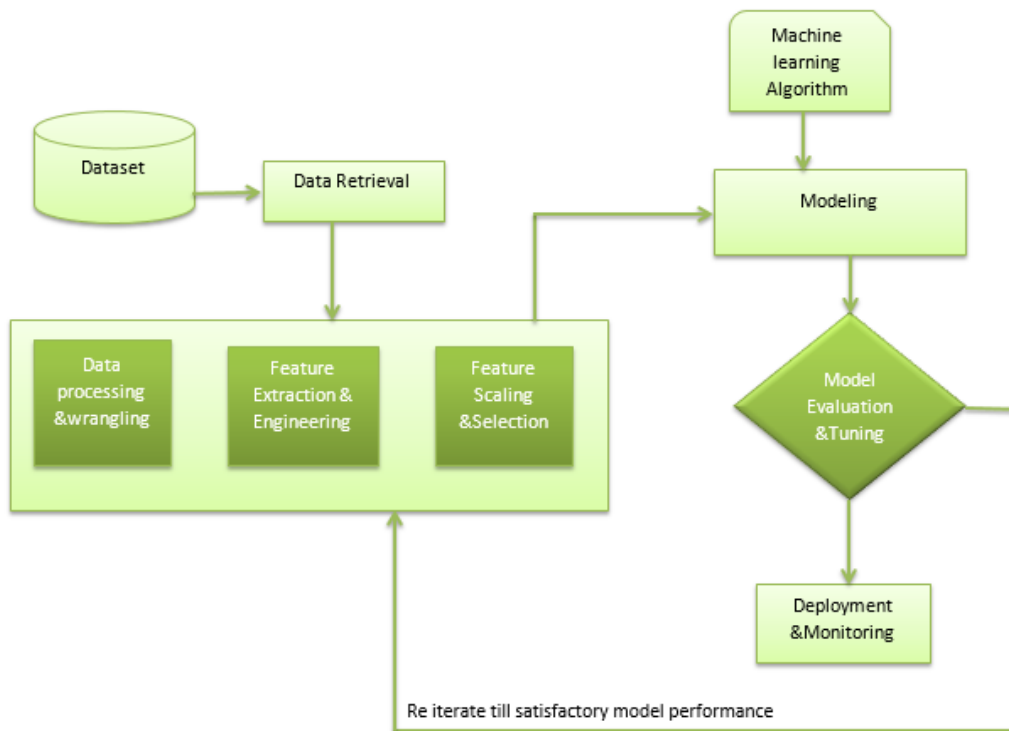 Machine
learning
Algorithm
Dataset
Data Retrieval
Modeling
Data
processing
&wrangling
Feature
Extraction &
Engineering
Feature
Scaling
&Selection
Model
Evaluation
&Tuning
Deployment
&Monitoring
Re iterate till satisfactory model performance